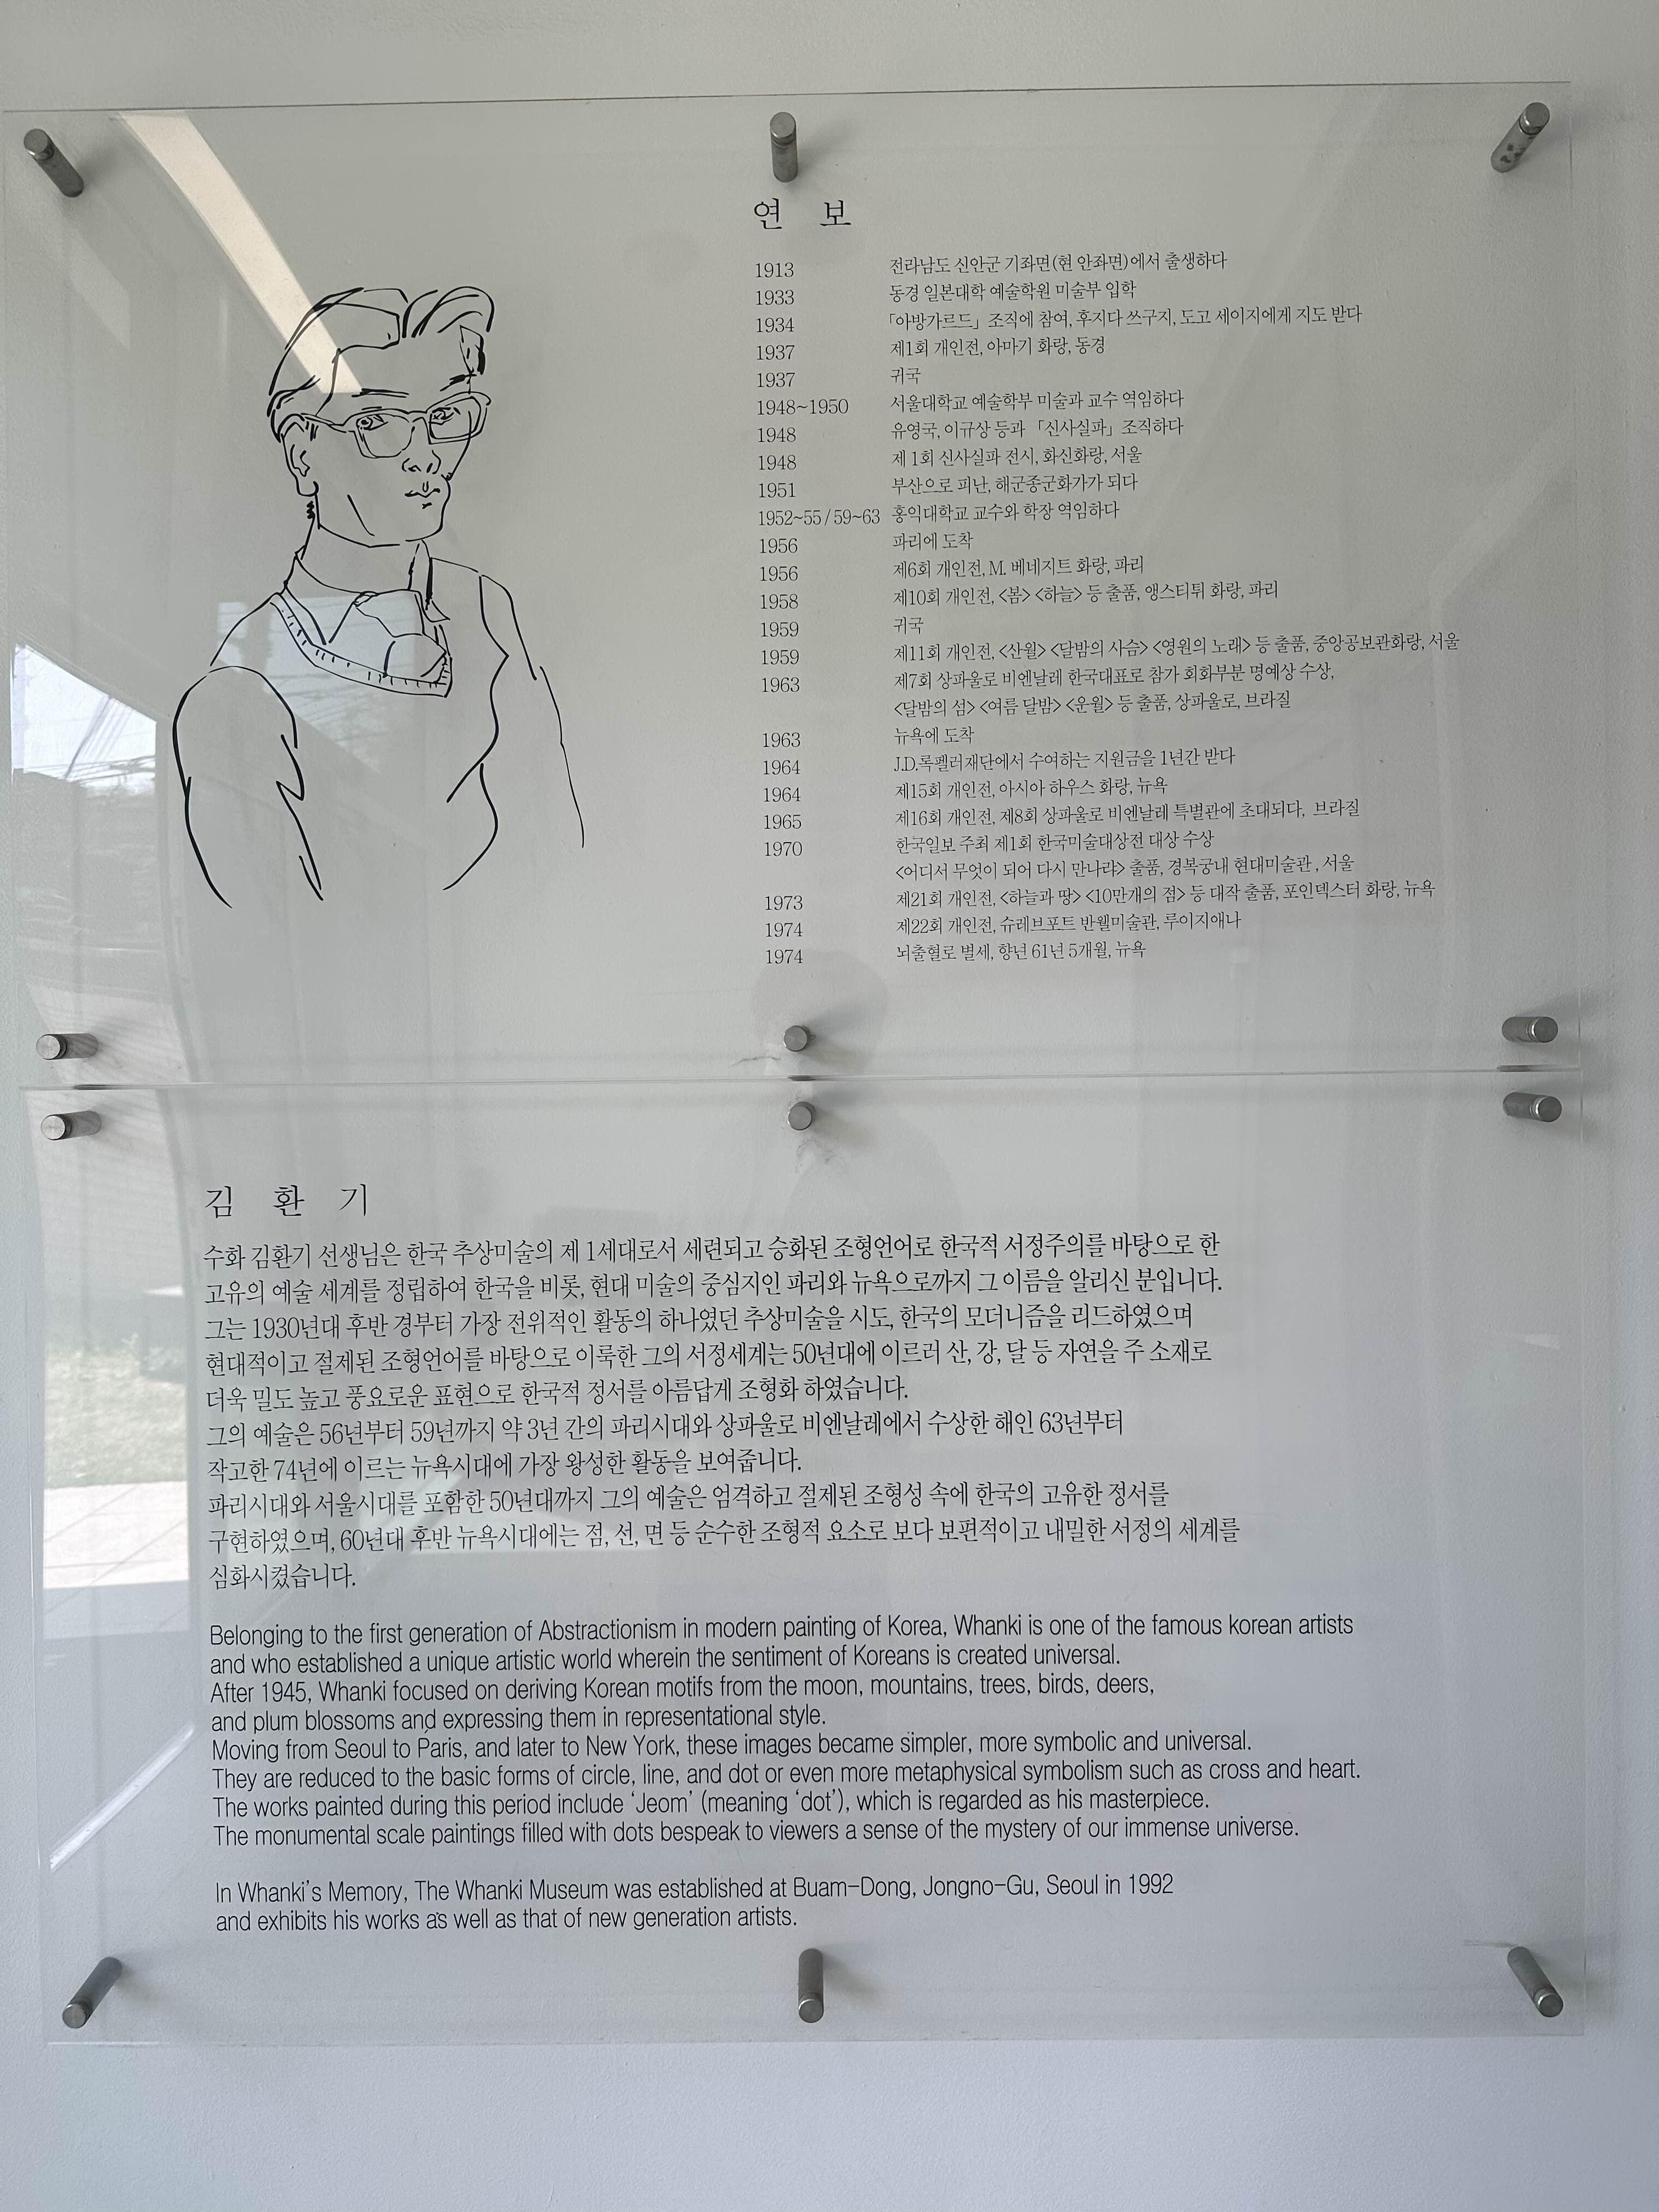 연 보
1913 전라남도 신안군 기좌면(현 안좌면)에서 출생하다
1933 동경 일본대학 예술학원 미술부 입학
1934 「아방가르드」 조직에 참여, 후지다 쓰구지, 도고 세이지에게 지도 받다
1937 제1회 개인전, 아마기 화랑, 동경
1937 귀국
1948~1950 서울대학교 예술학부 미술과 교수 역임하다
1948 유영국, 이규상 등과 「신사실파」 조직하다
1948 제 1회 신사실파 전시, 화신화랑, 서울
1951 부산으로 피난, 해군종군화가가 되다
1952~55 / 59~63 홍익대학교 교수와 학장 역임하다
1956 파리에 도착
1956 제6회 개인전, M. 베네지트 화랑, 파리
1958 제10회 개인전, <봄> <하늘> 등 출품, 앵스티튀 화랑, 파리
1959 귀국
1959 제11회 개인전, <산월> <달밤의 사슴> <영원의 노래> 등 출품, 중앙공보관화랑, 서울
1963 제7회 상파울로 비엔날레 한국대표로 참가 회화부분 명예상 수상,
<달밤의 섬> <여름 달밤> <운월> 등 출품, 상파울로, 브라질
1963 뉴욕에 도착
1964 J.D.록펠러재단에서 수여하는 지원금을 1년간 받다
1964 제15회 개인전, 아시아 하우스 화랑, 뉴욕
1965 제16회 개인전, 제8회 상파울로 비엔날레 특별관에 초대되다, 브라질
1970 한국일보 주최 제1회 한국미술대상전 대상 수상
<어디서 무엇이 되어 다시 만나랴> 출품, 경복궁내 현대미술관 , 서울
1973 제21회 개인전, <하늘과 땅> <10만개의 점> 등 대작 출품, 포인덱스터 화랑, 뉴욕
1974 제22회 개인전, 슈레브포트 반웰미술관, 루이지애나
1974 뇌출혈로 별세, 향년 61년 5개월, 뉴욕
김 환 기
수화 김환기 선생님은 한국 추상미술의 제 1세대로서 세련되고 승화된 조형언어로 한국적 서정주의를 바탕으로 한
고유의 예술 세계를 정립하여 한국을 비롯, 현대 미술의 중심지인 파리와 뉴욕으로까지 그 이름을 알리신 분입니다.
그는 1930년대 후반 경부터 가장 전위적인 활동의 하나였던 추상미술을 시도, 한국의 모더니즘을 리드하였으며
현대적이고 절제된 조형언어를 바탕으로 이룩한 그의 서정세계는 50년대에 이르러 산, 강, 달 등 자연을 주 소재로
더욱 밀도 높고 풍요로운 표현으로 한국적 정서를 아름답게 조형화 하였습니다.
그의 예술은 56년부터 59년까지 약 3년 간의 파리시대와 상파울로 비엔날레에서 수상한 해인 63년부터
작고한 74년에 이르는 뉴욕시대에 가장 왕성한 활동을 보여줍니다.
파리시대와 서울시대를 포함한 50년대까지 그의 예술은 엄격하고 절제된 조형성 속에 한국의 고유한 정서를
구현하였으며, 60년대 후반 뉴욕시대에는 점, 선, 면 등 순수한 조형적 요소로 보다 보편적이고 내밀한 서정의 세계를
심화시켰습니다.
Belonging to the first generation of Abstractionism in modern painting of Korea, Whanki is one of the famous korean artists
and who established a unique artistic world wherein the sentiment of Koreans is created universal.
After 1945, Whanki focused on deriving Korean motifs from the moon, mountains, trees, birds, deers,
and plum blossoms and expressing them in representational style.
Moving from Seoul to Paris, and later to New York, these images became simpler, more symbolic and universal.
They are reduced to the basic forms of circle, line, and dot or even more metaphysical symbolism such as cross and heart.
The works painted during this period include ‘Jeom’ (meaning ‘dot’), which is regarded as his masterpiece.
The monumental scale paintings filled with dots bespeak to viewers a sense of the mystery of our immense universe.
In Whanki’s Memory, The Whanki Museum was established at Buam-Dong, Jongno-Gu, Seoul in 1992
and exhibits his works as well as that of new generation artists.